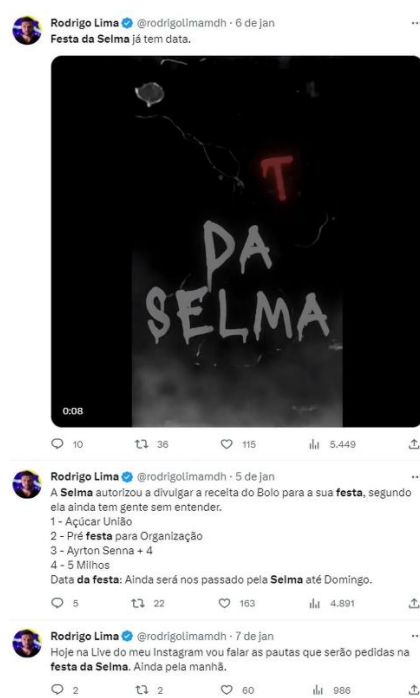 Rodrigo Lima @rodrigolimamdh · 6 de jan
Festa da Selma já tem data.
T
DA
SELMA
0:08
10 36 115 5.449
Rodrigo Lima @rodrigolimamdh · 5 de jan
A Selma autorizou a divulgar a receita do Bolo para a sua festa, segundo
ela ainda tem gente sem entender.
1 - Açúcar União
2 - Pré festa para Organização
3 - Ayrton Senna + 4
4 - 5 Milhos
Data da festa: Ainda será nos passado pela Selma até Domingo.
5 22 163 4.891
Rodrigo Lima @rodrigolimamdh · 7 de jan
Hoje na Live do meu Instagram vou falar as pautas que serão pedidas na
festa da Selma. Ainda pela manhã.
2 2 60 986